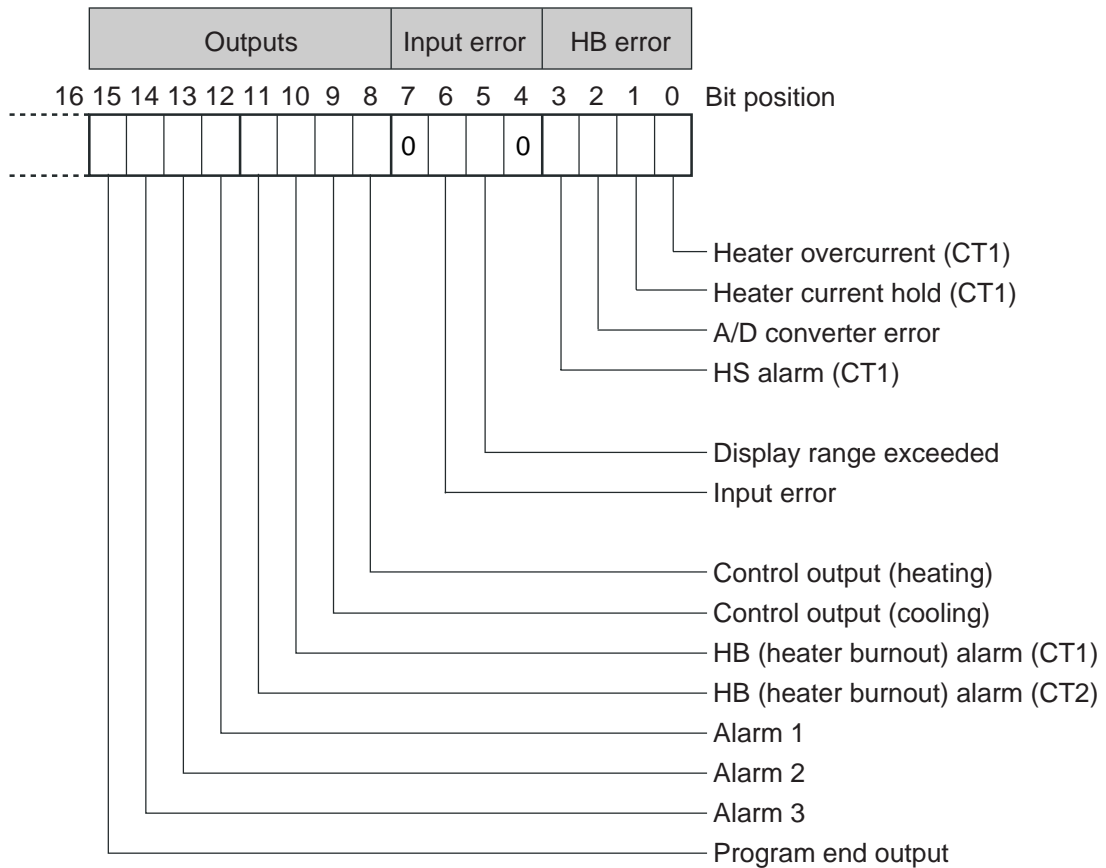 Outputs Input error HB error
16 15 14 13 12 11 10 9 8 7 6 5 4 3 2 1 0 Bit position
0 0
Heater overcurrent (CT1)
Heater current hold (CT1)
A/D converter error
HS alarm (CT1)
Display range exceeded
Input error
Control output (heating)
Control output (cooling)
HB (heater burnout) alarm (CT1)
HB (heater burnout) alarm (CT2)
Alarm 1
Alarm 2
Alarm 3
Program end output